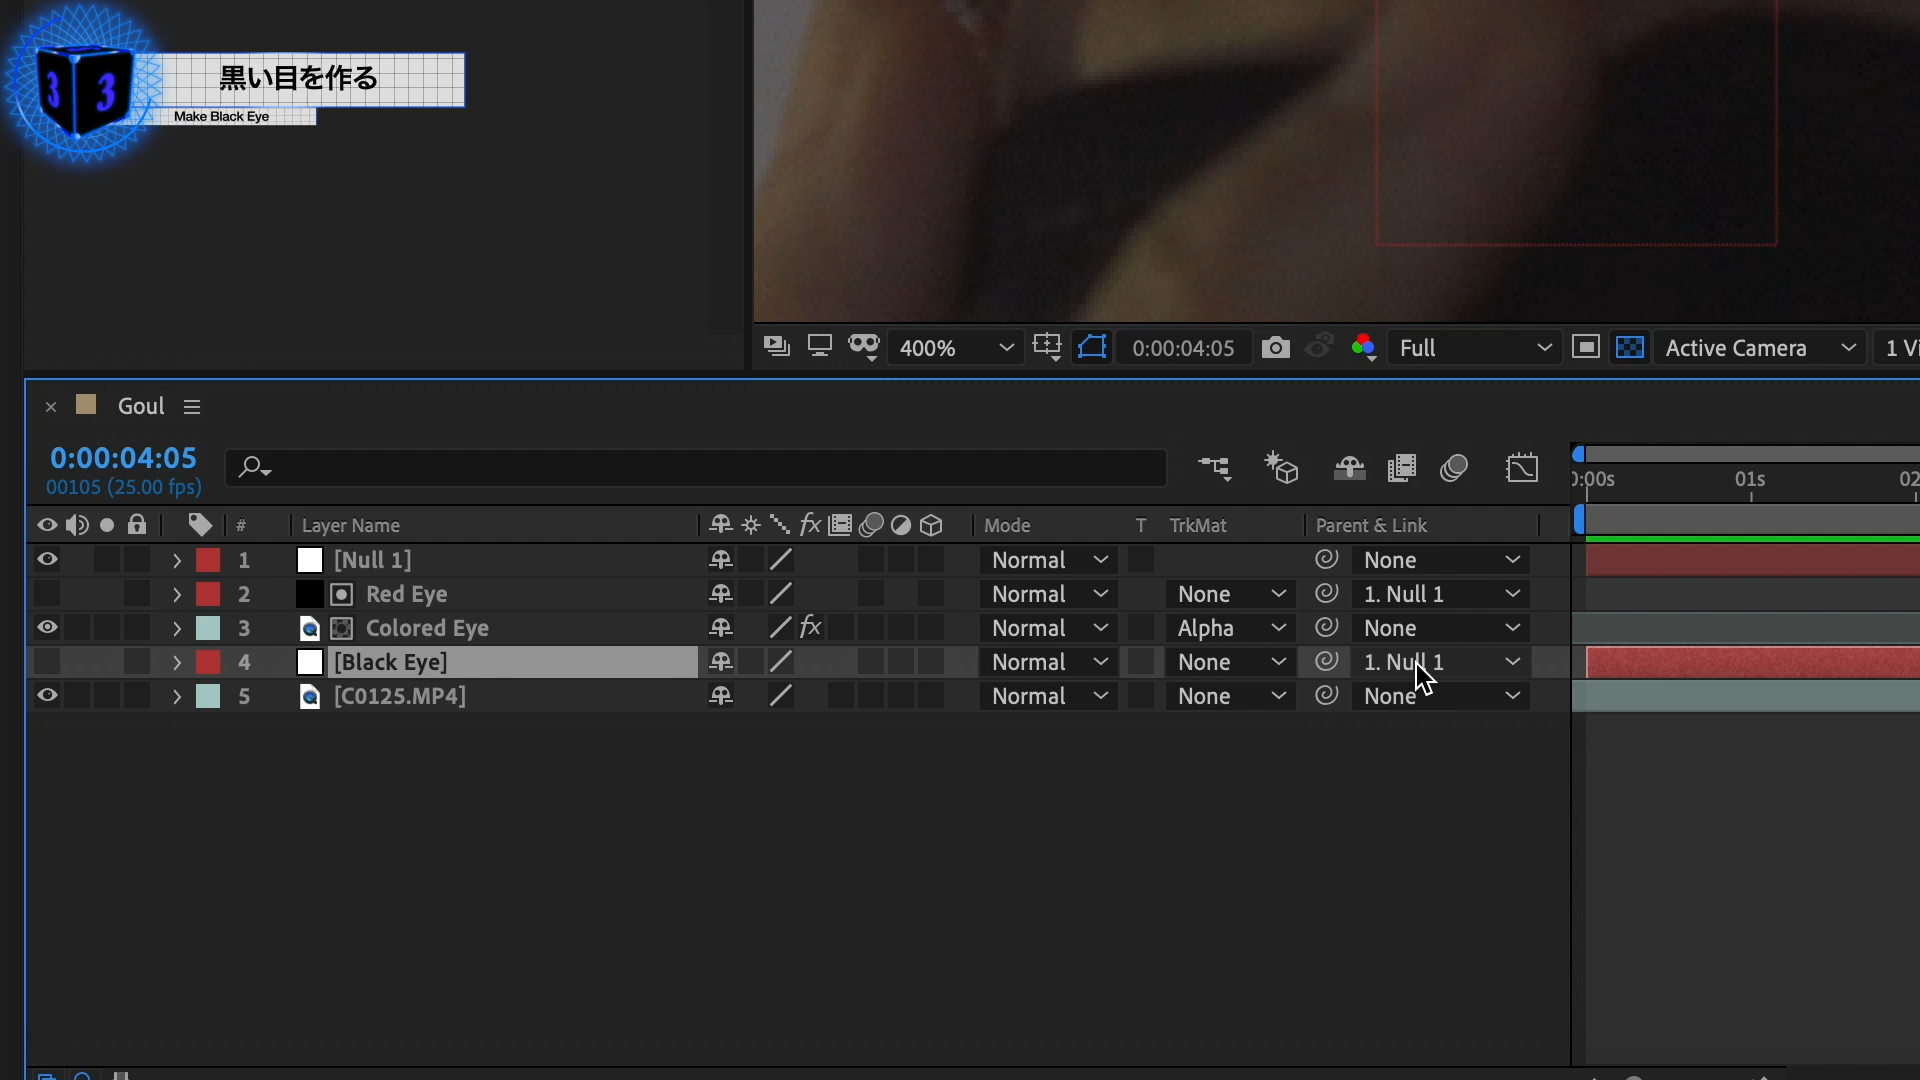 3 3
黒い目を作る
Make Black Eye
400%
0:00:04:05
Full
Active Camera
1 Vi
× Goul
0:00:04:05
00105 (25.00 fps)
0:00s 01s 02
# Layer Name fx Mode T TrkMat Parent & Link
1 [Null 1] Normal None
2 Red Eye Normal None 1. Null 1
3 Colored Eye fx Normal Alpha None
4 [Black Eye] Normal None 1. Null 1
5 [C0125.MP4] Normal None None